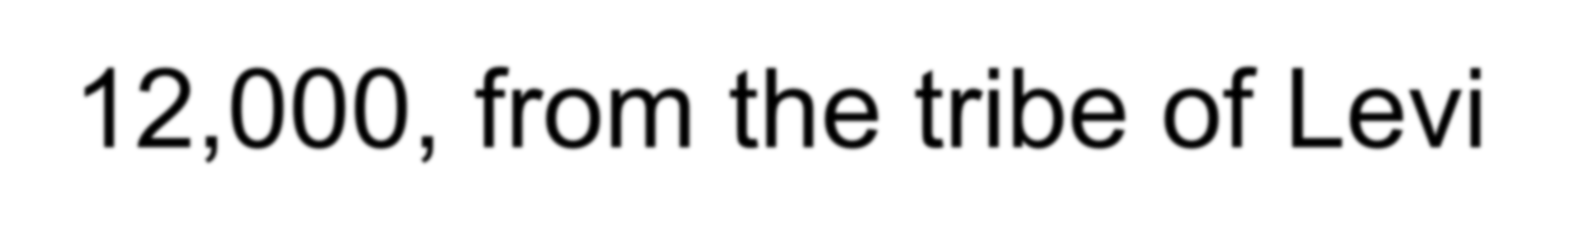 12,000, from the tribe of Levi